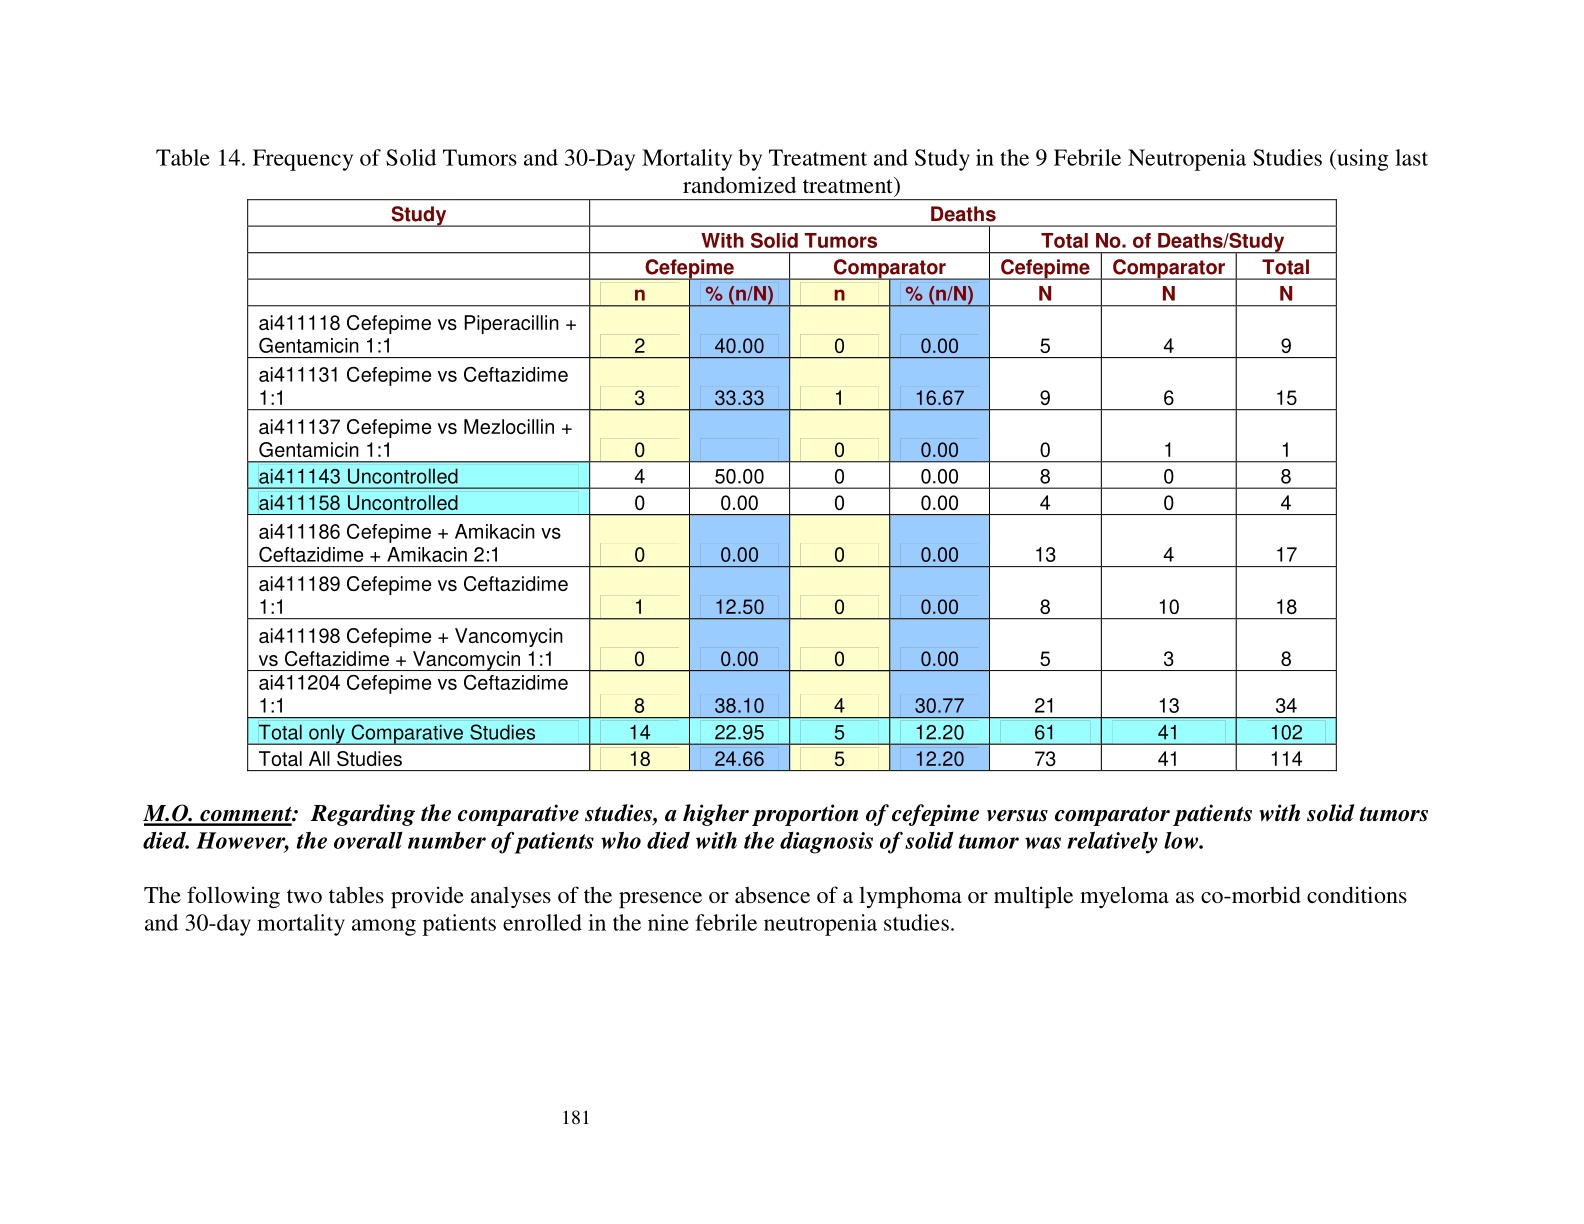 Table 14. Frequency of Solid Tumors and 30-Day Mortality by Treatment and Study in the 9 Febrile Neutropenia Studies (using last
randomized treatment)
Study Deaths
With Solid Tumors Total No. of Deaths/Study
Cefepime Comparator Cefepime Comparator Total
n % (n/N) n % (n/N) N N N
ai411118 Cefepime vs Piperacillin +
Gentamicin 1:1 2 40.00 0 0.00 5 4 9
ai411131 Cefepime vs Ceftazidime
1:1 3 33.33 1 16.67 9 6 15
ai411137 Cefepime vs Mezlocillin +
Gentamicin 1:1 0 0 0.00 0 1 1
ai411143 Uncontrolled 4 50.00 0 0.00 8 0 8
ai411158 Uncontrolled 0 0.00 0 0.00 4 0 4
ai411186 Cefepime + Amikacin vs
Ceftazidime + Amikacin 2:1 0 0.00 0 0.00 13 4 17
ai411189 Cefepime vs Ceftazidime
1:1 1 12.50 0 0.00 8 10 18
ai411198 Cefepime + Vancomycin
vs Ceftazidime + Vancomycin 1:1 0 0.00 0 0.00 5 3 8
ai411204 Cefepime vs Ceftazidime
1:1 8 38.10 4 30.77 21 13 34
Total only Comparative Studies 14 22.95 5 12.20 61 41 102
Total All Studies 18 24.66 5 12.20 73 41 114
M.O. comment: Regarding the comparative studies, a higher proportion of cefepime versus comparator patients with solid tumors
died. However, the overall number of patients who died with the diagnosis of solid tumor was relatively low.
The following two tables provide analyses of the presence or absence of a lymphoma or multiple myeloma as co-morbid conditions
and 30-day mortality among patients enrolled in the nine febrile neutropenia studies.
181